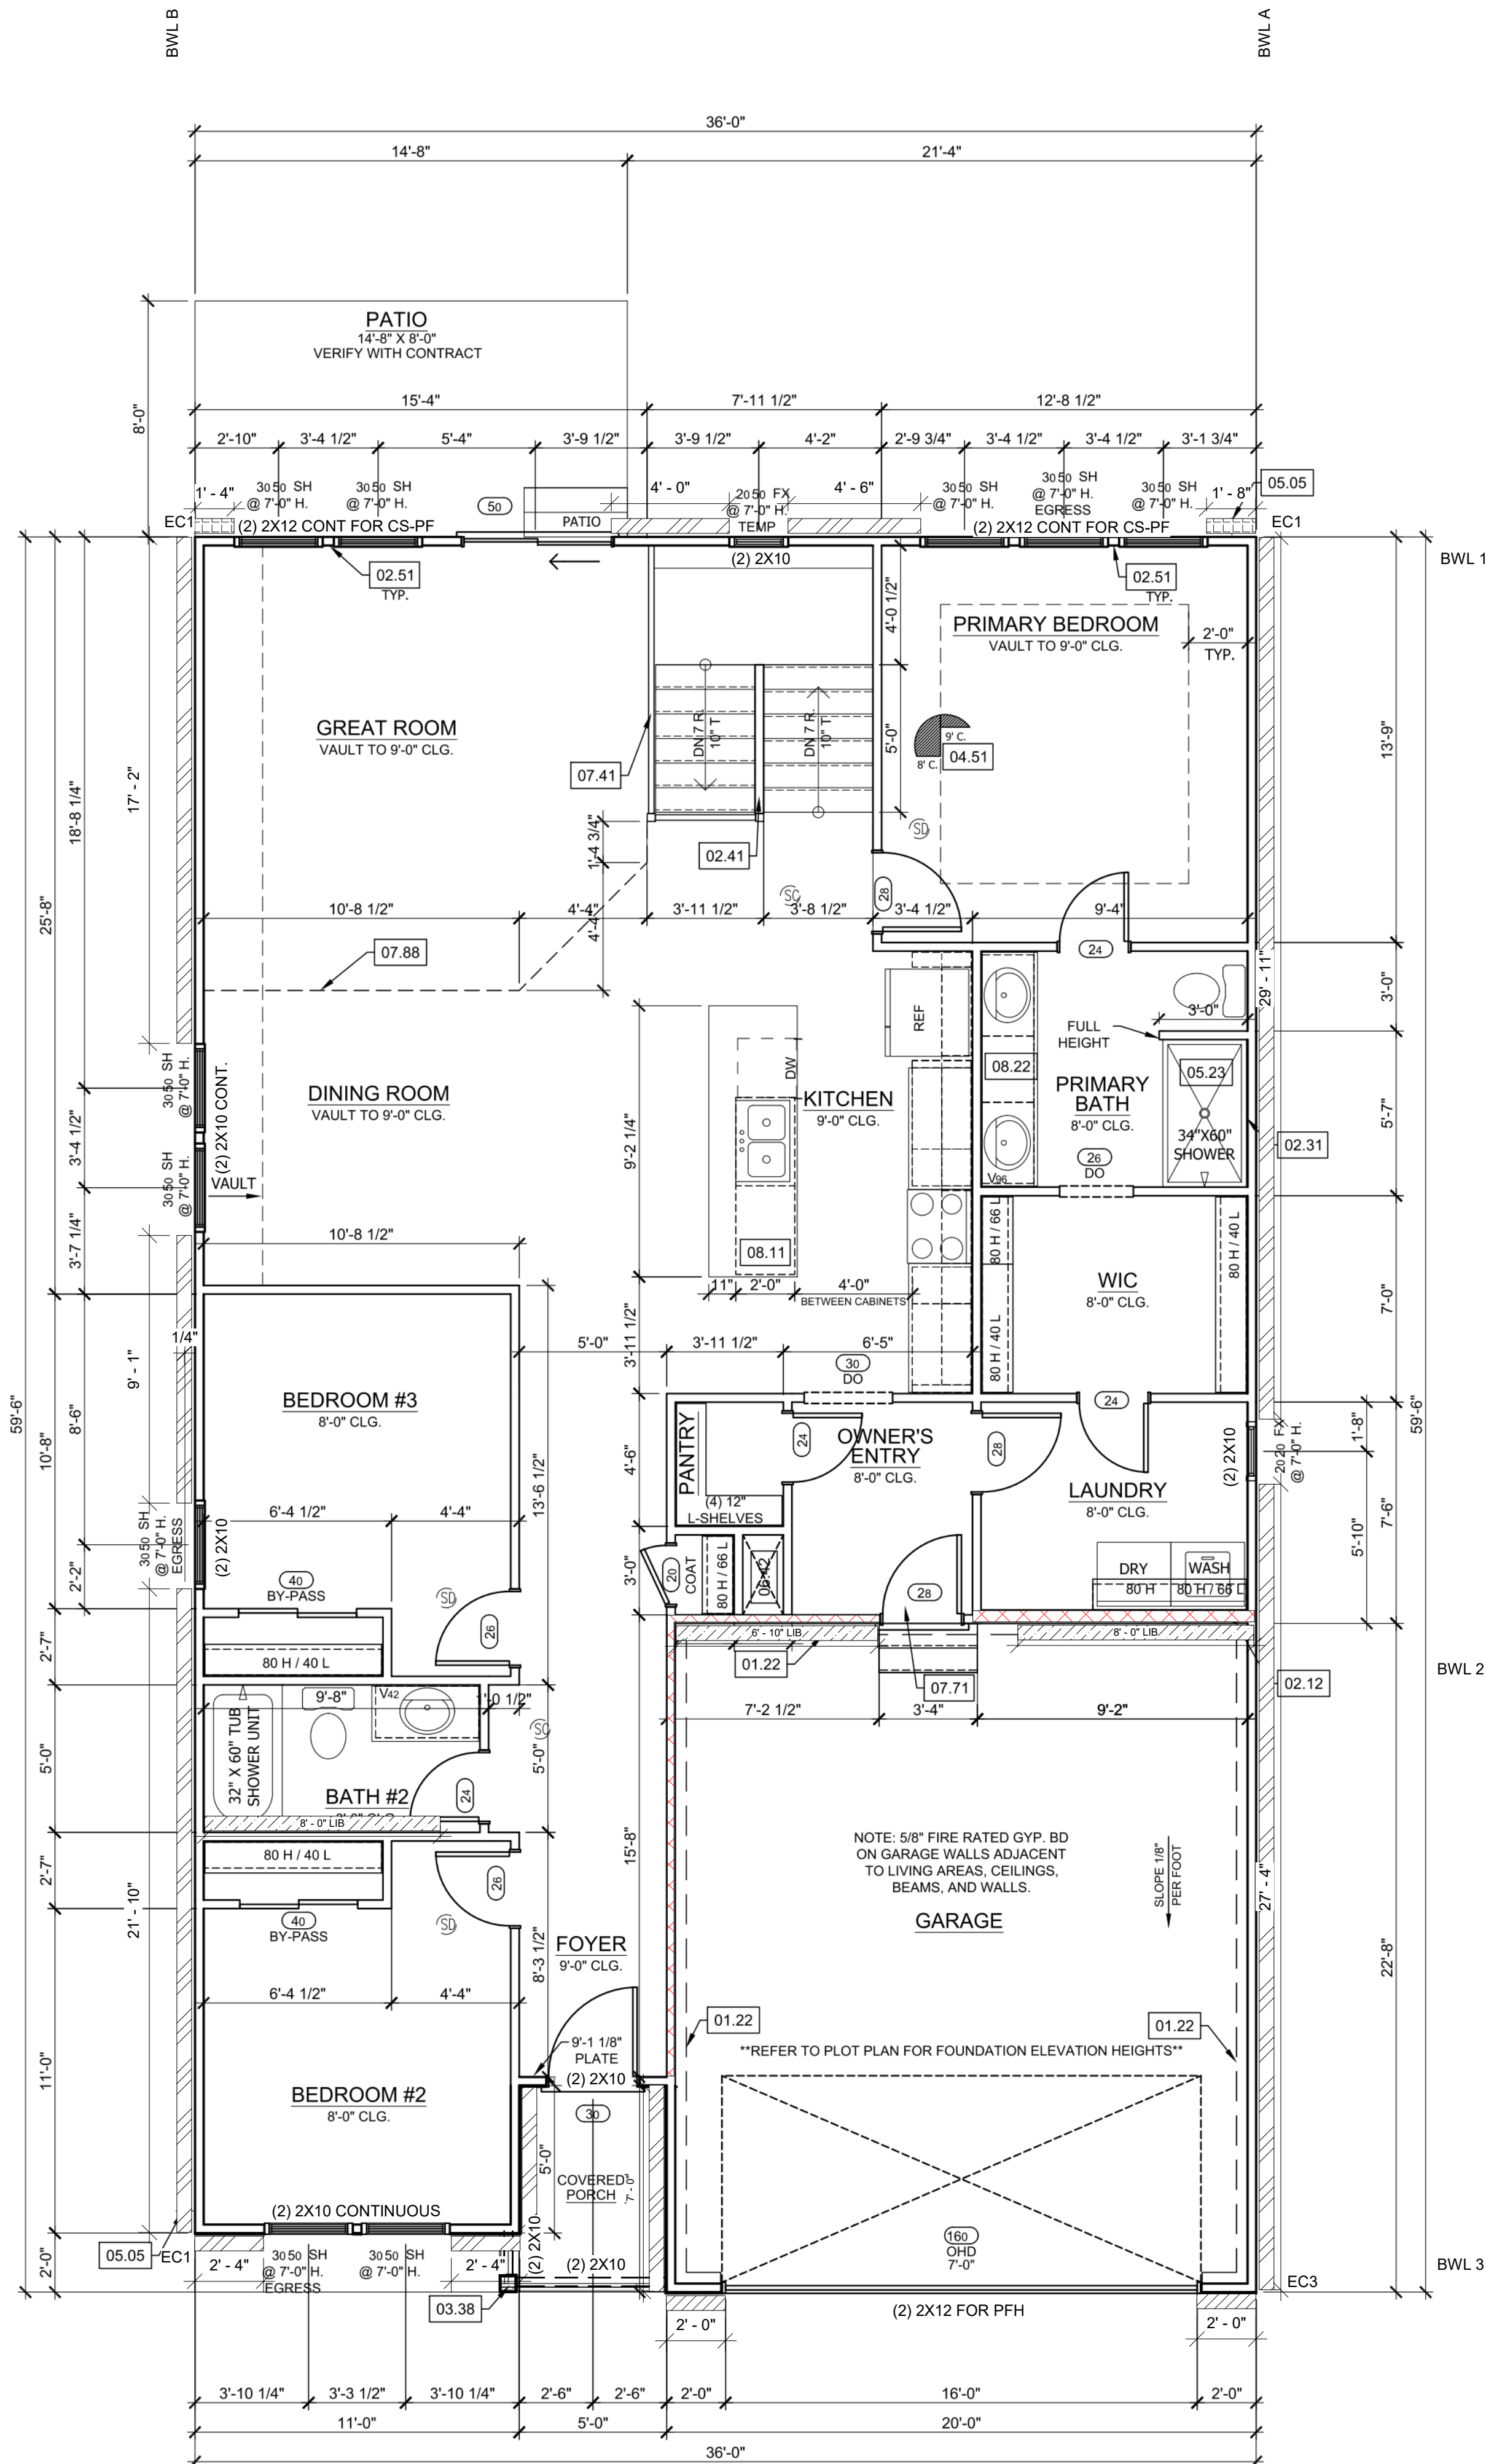 BWL B
BWL A
36'-0"
14'-8"
21'-4"
PATIO
14'-8" X 8'-0"
VERIFY WITH CONTRACT
8'-0"
15'-4"
7'-11 1/2"
12'-8 1/2"
2'-10"
3'-4 1/2"
5'-4"
3'-9 1/2"
3'-9 1/2"
4'-2"
2'-9 3/4"
3'-4 1/2"
3'-4 1/2"
3'-1 3/4"
1' - 4"
3050 SH
@ 7'-0" H.
3050 SH
@ 7'-0" H.
50
PATIO
4' - 0"
2050 FX
@ 7'-0" H.
TEMP
4' - 6"
3050 SH
@ 7'-0" H.
3050 SH
@ 7'-0" H.
EGRESS
3050 SH
@ 7'-0" H.
1' - 8"
05.05
EC1
(2) 2X12 CONT FOR CS-PF
(2) 2X12 CONT FOR CS-PF
EC1
BWL 1
02.51
TYP.
(2) 2X10
02.51
TYP.
4'-0 1/2"
PRIMARY BEDROOM
VAULT TO 9'-0" CLG.
2'-0"
TYP.
GREAT ROOM
VAULT TO 9'-0" CLG.
DN 7 R.
10" T
DN 7 R.
10" T
5'-0"
9' C.
8' C.
04.51
13'-9"
07.41
17' - 2"
18'-8 1/4"
25'-8"
02.41
1'-4 3/4"
SD
SC
28
10'-8 1/2"
4'-4"
3'-11 1/2"
3'-8 1/2"
3'-4 1/2"
9'-4"
4'-4"
07.88
24
29' - 11"
3'-0"
REF
3'-0"
FULL
HEIGHT
08.22
05.23
DINING ROOM
VAULT TO 9'-0" CLG.
DW
KITCHEN
9'-0" CLG.
PRIMARY
BATH
8'-0" CLG.
34"X60"
SHOWER
5'-7"
02.31
3050 SH
@ 7'-0" H.
(2) 2X10 CONT.
3'-4 1/2"
3050 SH
@ 7'-0" H.
VAULT
9'-2 1/4"
V96
26
DO
3'-7 1/4"
10'-8 1/2"
08.11
80 H / 66 L
80 H / 40 L
WIC
8'-0" CLG.
80 H / 40 L
7'-0"
11"
2'-0"
4'-0"
BETWEEN CABINETS
1/4"
9' - 1"
5'-0"
3'-11 1/2"
3'-11 1/2"
6'-5"
30
DO
BEDROOM #3
8'-0" CLG.
24
59'-6"
10'-8"
8'-6"
PANTRY
24
OWNER'S
ENTRY
8'-0" CLG.
28
4'-6"
(2) 2X10
2020 FX
@ 7'-0" H.
1'-8"
59'-6"
LAUNDRY
8'-0" CLG.
(4) 12"
L-SHELVES
13'-6 1/2"
7'-6"
5'-10"
6'-4 1/2"
4'-4"
3050 SH
@ 7'-0" H.
EGRESS
(2) 2X10
2'-2"
40
BY-PASS
SD
26
3'-0"
20
COAT
80 H / 66 L
06.42
28
DRY
WASH
80 H
80 H / 66 L
2'-7"
80 H / 40 L
6' - 10" LIB
8' - 0" LIB
01.22
07.71
02.12
BWL 2
32" X 60" TUB
SHOWER UNIT
9'-8"
V42
1'-0 1/2"
SC
7'-2 1/2"
3'-4"
9'-2"
5'-0"
5'-0"
BATH #2
24
8' - 0" LIB
2'-7"
80 H / 40 L
26
15'-8"
NOTE: 5/8" FIRE RATED GYP. BD
ON GARAGE WALLS ADJACENT
TO LIVING AREAS, CEILINGS,
BEAMS, AND WALLS.
SLOPE 1/8"
PER FOOT
27' - 4"
21' - 10"
40
BY-PASS
SD
GARAGE
FOYER
9'-0" CLG.
8'-3 1/2"
22'-8"
6'-4 1/2"
4'-4"
01.22
01.22
9'-1 1/8"
PLATE
**REFER TO PLOT PLAN FOR FOUNDATION ELEVATION HEIGHTS**
11'-0"
(2) 2X10
BEDROOM #2
8'-0" CLG.
30
5'-0"
COVERED
PORCH
7'-0"
(2) 2X10 CONTINUOUS
(2) 2X10
160
OHD
7'-0"
05.05
EC1
2'-0"
2' - 4"
3050 SH
@ 7'-0" H.
EGRESS
3050 SH
@ 7'-0" H.
2' - 4"
(2) 2X10
BWL 3
EC3
03.38
(2) 2X12 FOR PFH
2' - 0"
2' - 0"
3'-10 1/4"
3'-3 1/2"
3'-10 1/4"
2'-6"
2'-6"
2'-0"
16'-0"
2'-0"
11'-0"
5'-0"
20'-0"
36'-0"